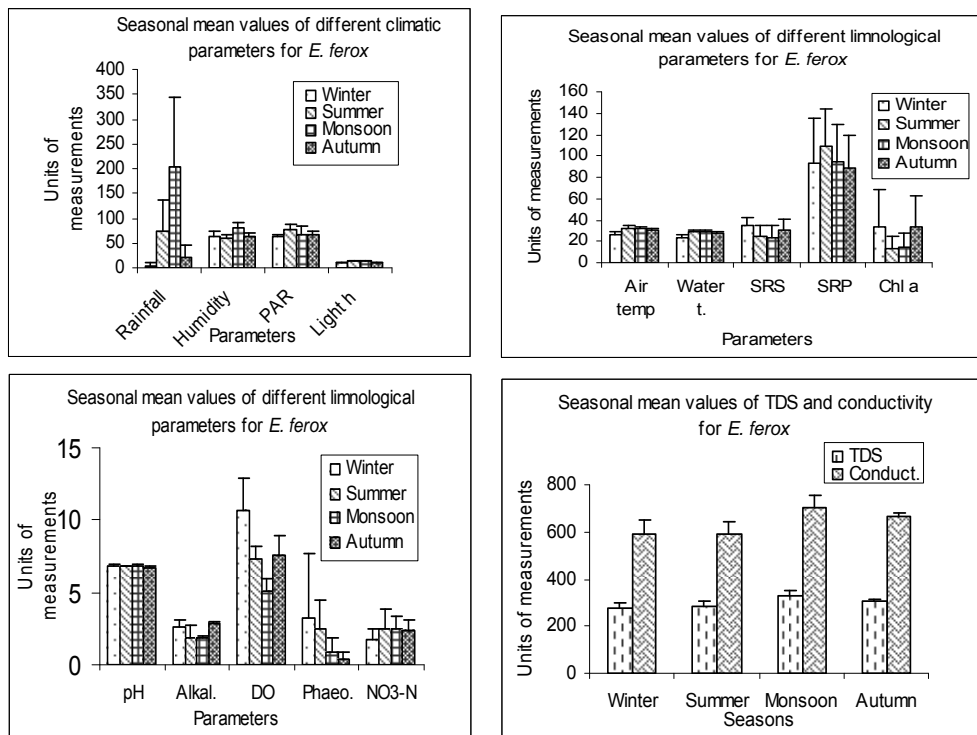 Seasonal mean values of different climatic
parameters for E. ferox
400
350
300
250
200
150
100
50
0
Units of
measurements
Winter
Summer
Monsoon
Autumn
Rainfall
Humidity
PAR
Light h
Parameters
Seasonal mean values of different limnological
parameters for E. ferox
160
140
120
100
80
60
40
20
0
Units of measurements
Winter
Summer
Monsoon
Autumn
Air
temp
Water
t.
SRS
SRP
Chl a
Parameters
Seasonal mean values of different limnological
parameters for E. ferox
15
10
5
0
Units of
measurements
Winter
Summer
Monsoon
Autumn
pH
Alkal.
DO
Phaeo.
NO3-N
Parameters
Seasonal mean values of TDS and conductivity
for E. ferox
TDS
Conduct.
800
600
400
200
0
Units of measurements
Winter
Summer
Monsoon
Autumn
Seasons